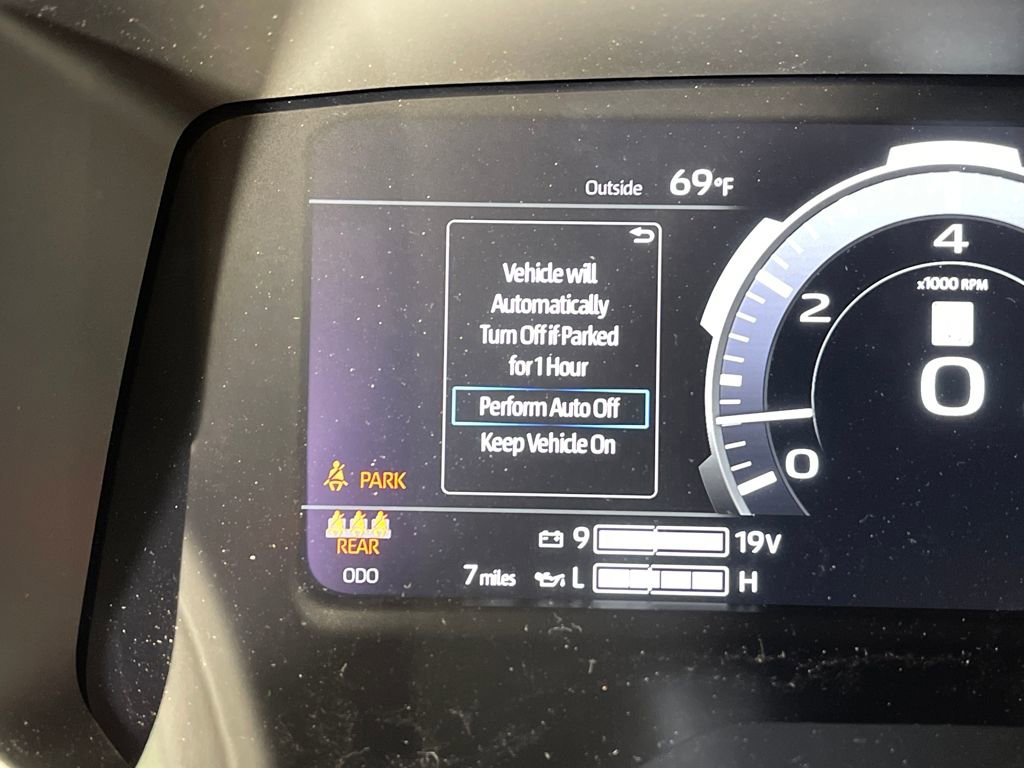 Outside 69°F
Vehicle will
Automatically
Turn Off if Parked
for 1 Hour
Perform Auto Off
Keep Vehicle On
4
x1000 RPM
2
0
0
PARK
REAR
9 19V
ODO 7 miles L H